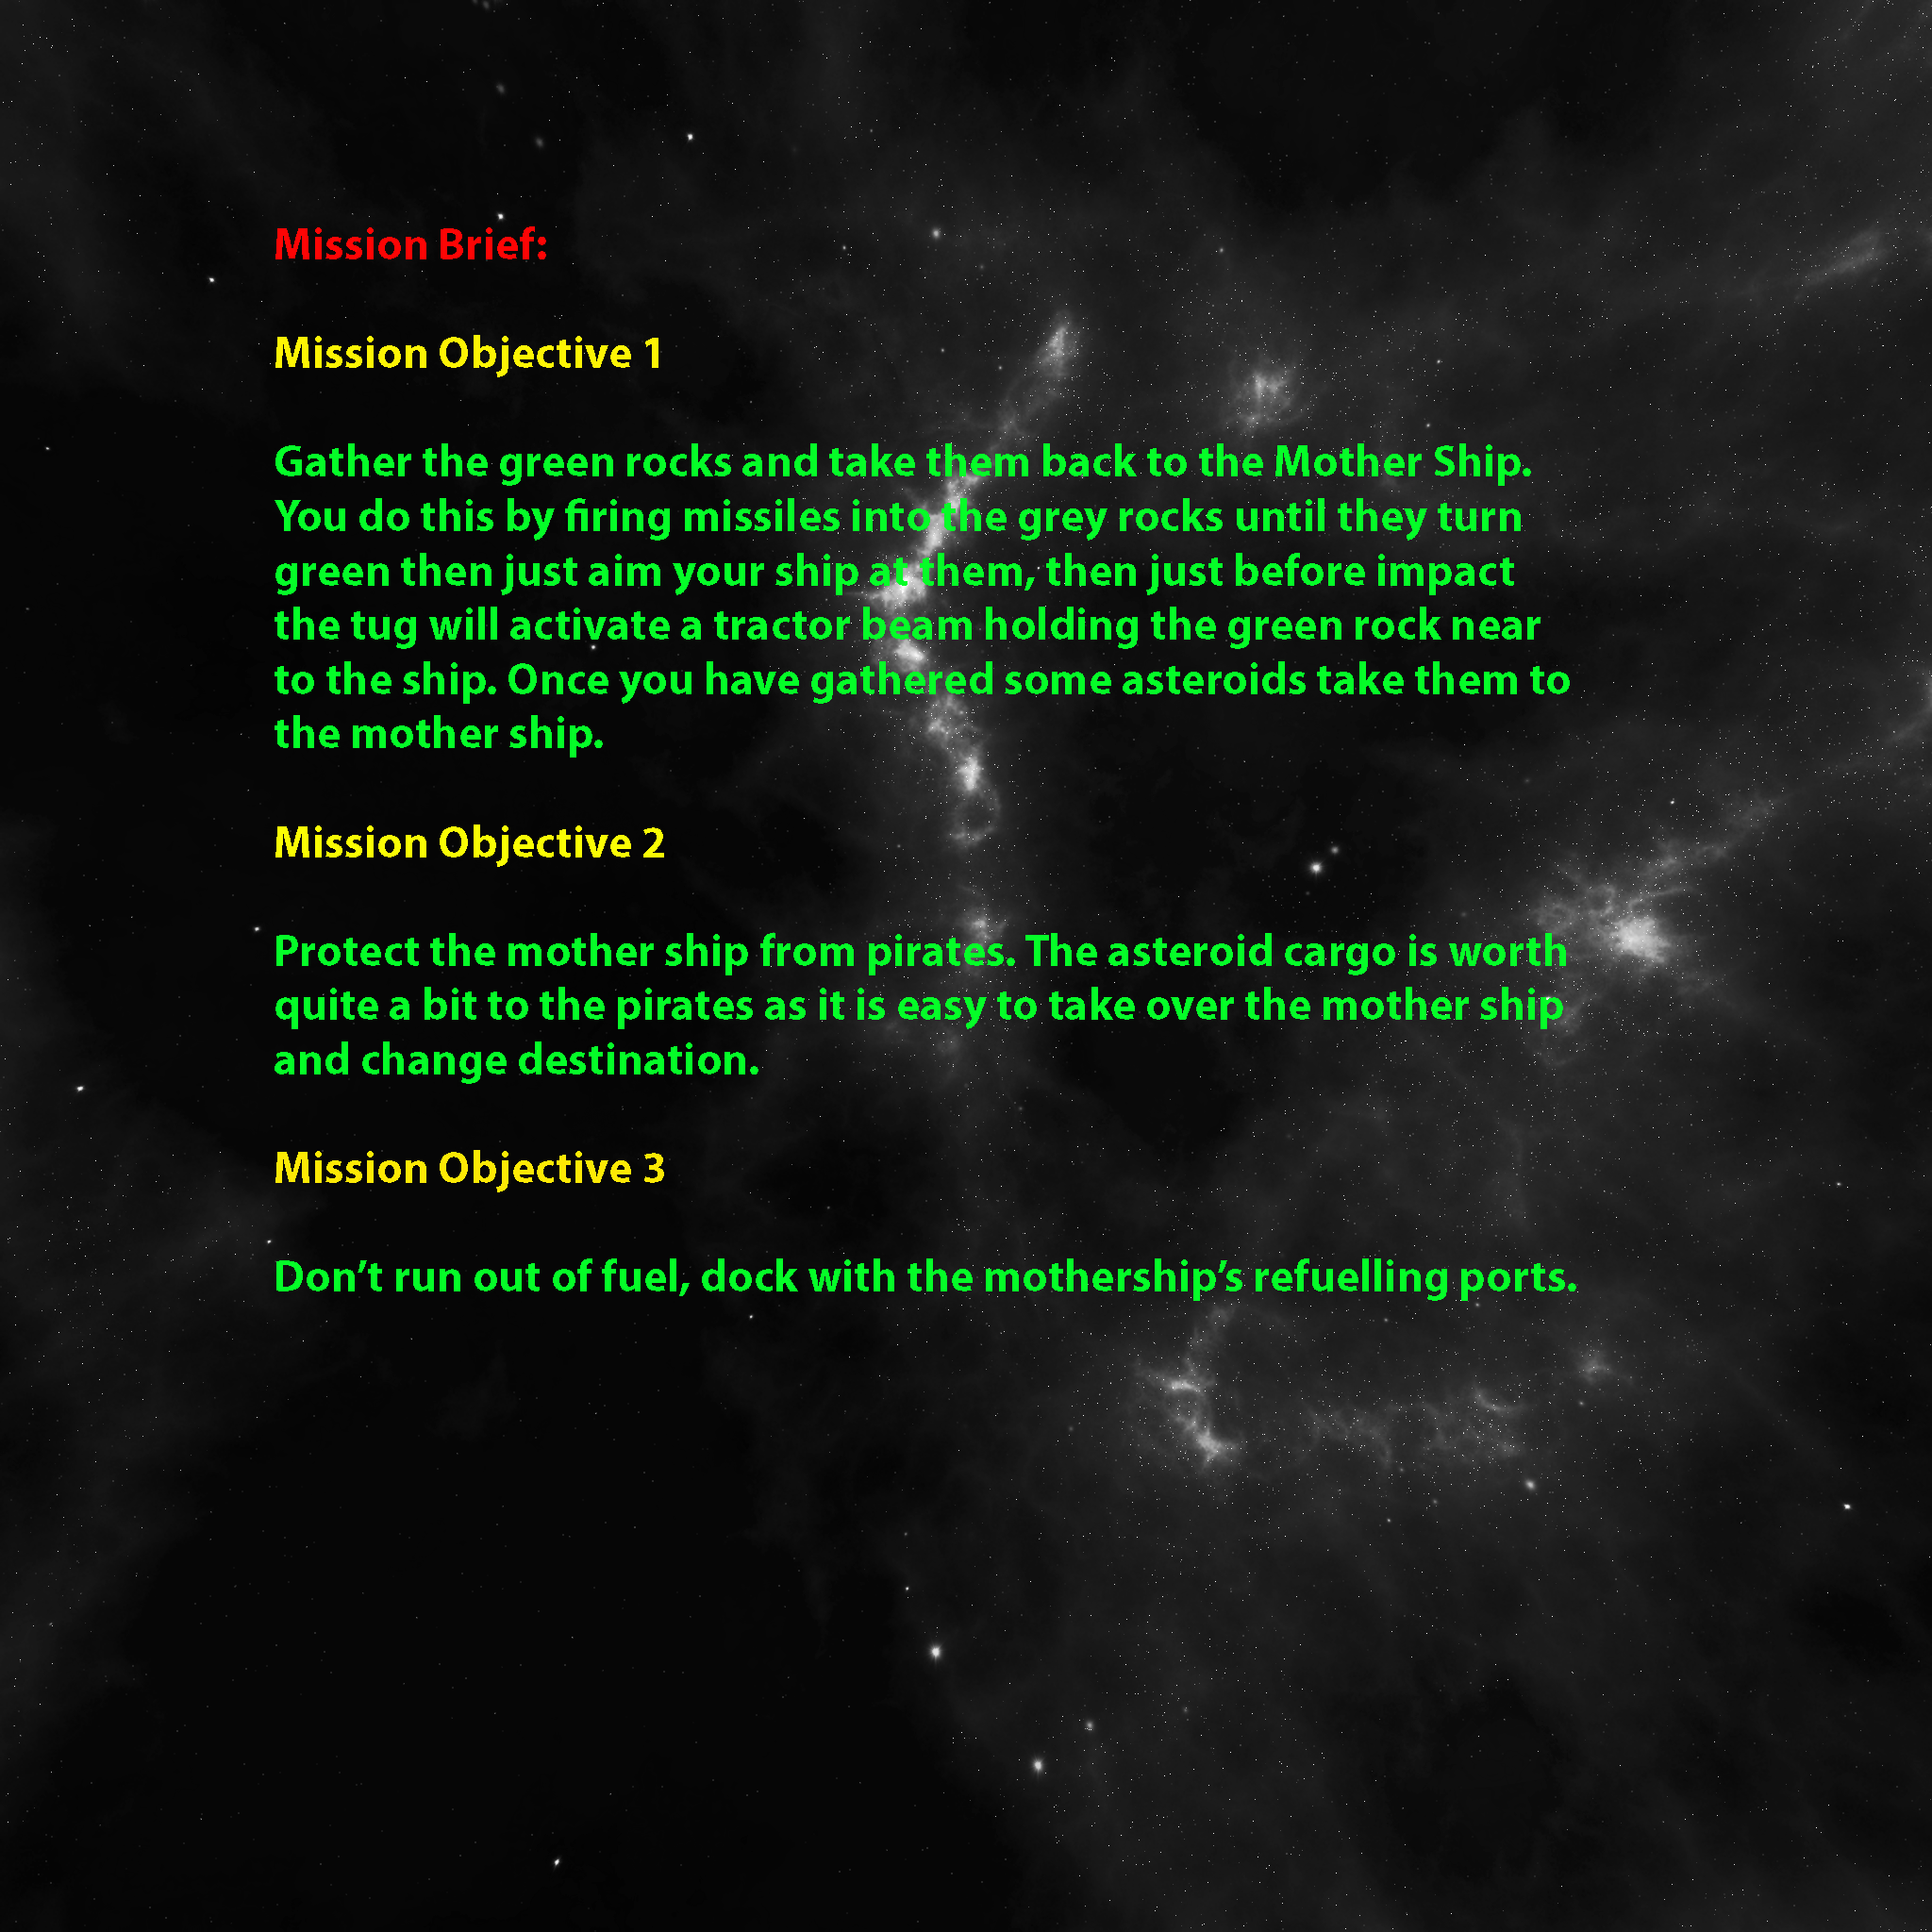 Mission Brief:
Mission Objective 1
Gather the green rocks and take them back to the Mother Ship.
You do this by firing missiles into the grey rocks until they turn
green then just aim your ship at them, then just before impact
the tug will activate a tractor beam holding the green rock near
to the ship. Once you have gathered some asteroids take them to
the mother ship.
Mission Objective 2
Protect the mother ship from pirates. The asteroid cargo is worth
quite a bit to the pirates as it is easy to take over the mother ship
and change destination.
Mission Objective 3
Don’t run out of fuel, dock with the mothership’s refuelling ports.